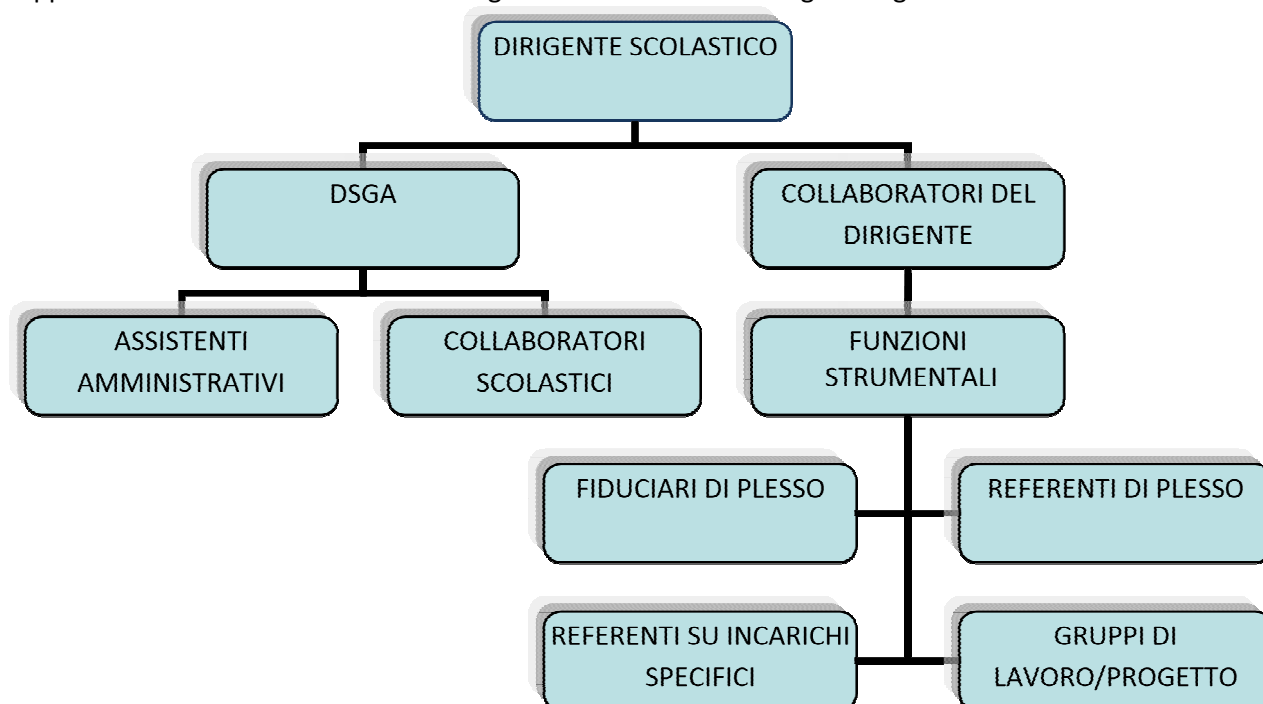 DIRIGENTE SCOLASTICO
DSGA
COLLABORATORI DEL
DIRIGENTE
ASSISTENTI
AMMINISTRATIVI
COLLABORATORI
SCOLASTICI
FUNZIONI
STRUMENTALI
FIDUCIARI DI PLESSO
REFERENTI DI PLESSO
REFERENTI SU INCARICHI
SPECIFICI
GRUPPI DI
LAVORO/PROGETTO